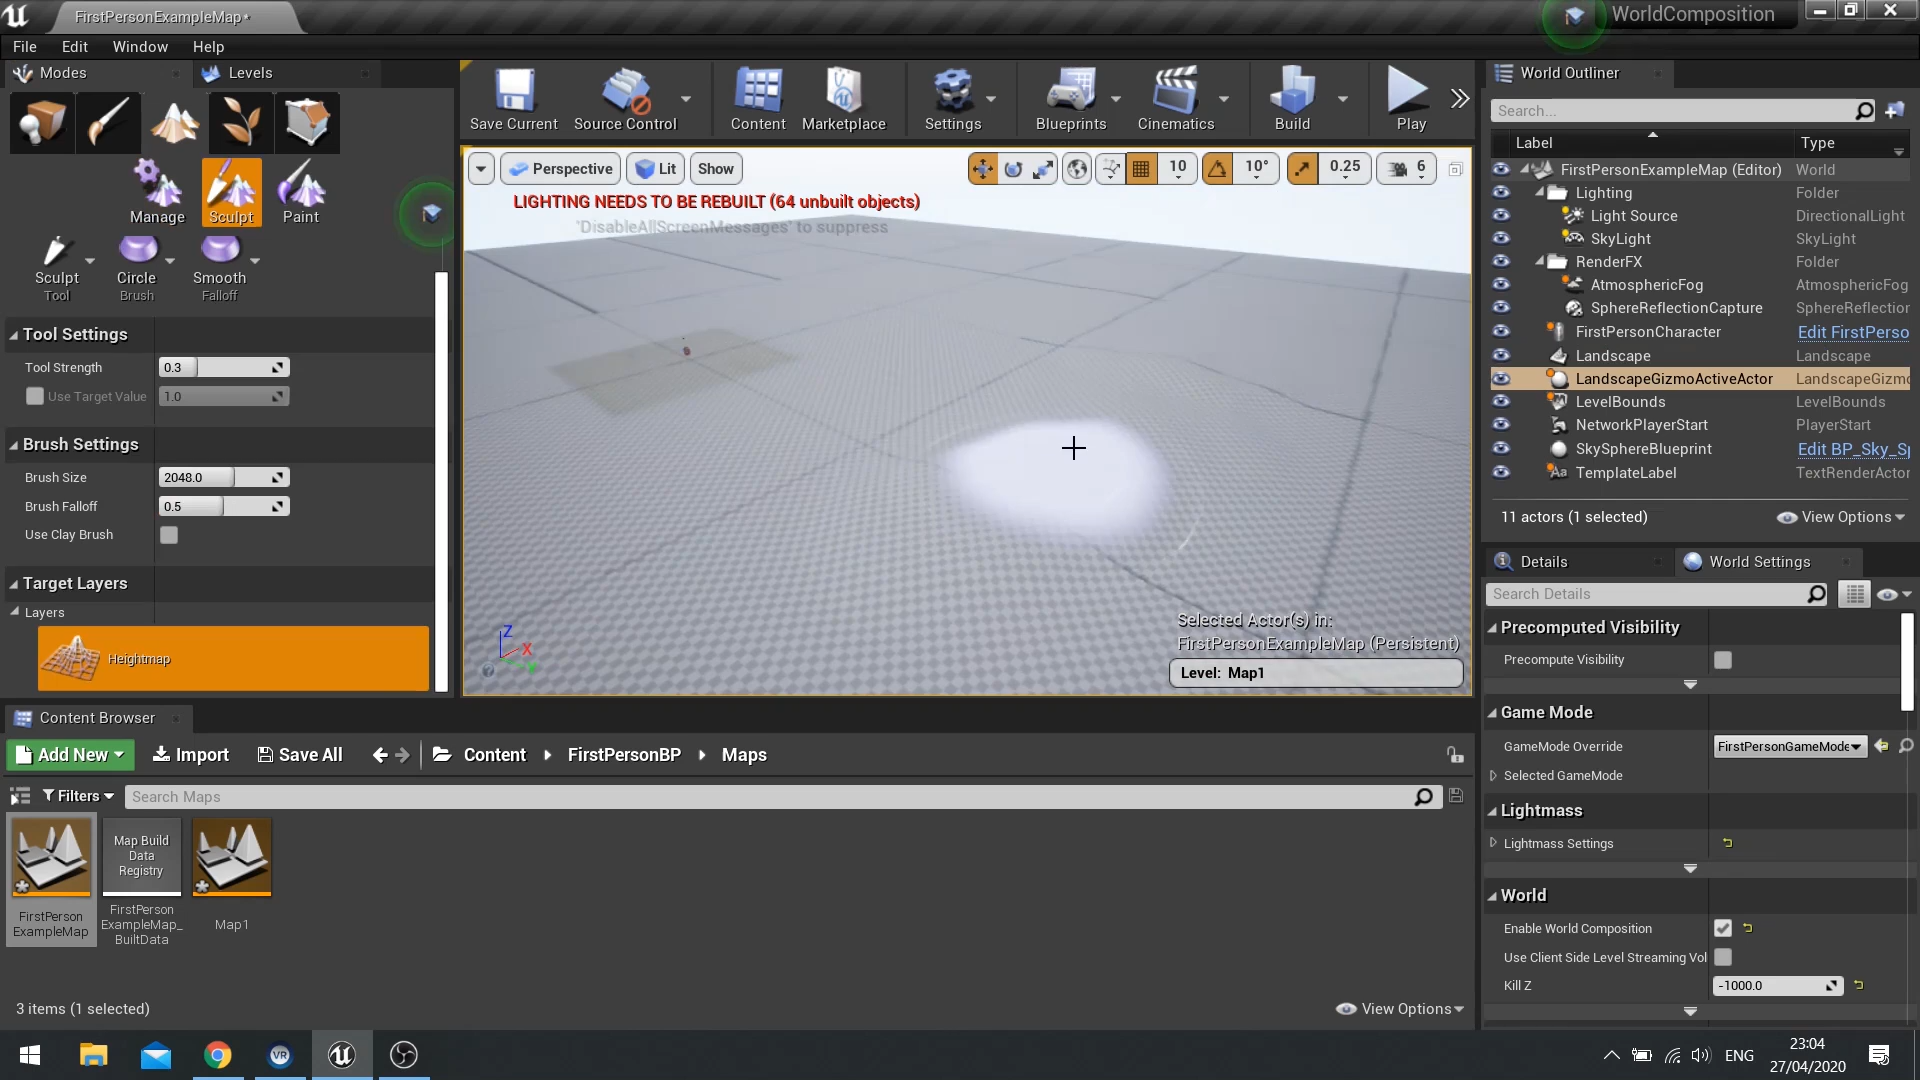 FirstPersonExampleMap*
WorldComposition
File Edit Window Help
Modes
Levels
Manage
Sculpt
Paint
Sculpt
Tool
Circle
Brush
Smooth
Falloff
Tool Settings
Tool Strength 0.3
Use Target Value 1.0
Brush Settings
Brush Size 2048.0
Brush Falloff 0.5
Use Clay Brush
Target Layers
Layers
Heightmap
Save Current
Source Control
Content
Marketplace
Settings
Blueprints
Cinematics
Build
Play
Perspective Lit Show 10 10° 0.25 6
LIGHTING NEEDS TO BE REBUILT (64 unbuilt objects)
'DisableAllScreenMessages' to suppress
Z
X
Y
Selected Actor(s) in:
FirstPersonExampleMap (Persistent)
Level: Map1
World Outliner
Search...
Label Type
FirstPersonExampleMap (Editor) World
Lighting Folder
Light Source DirectionalLight
SkyLight SkyLight
RenderFX Folder
AtmosphericFog AtmosphericFog
SphereReflectionCapture SphereReflection
FirstPersonCharacter Edit FirstPerso
Landscape Landscape
LandscapeGizmoActiveActor LandscapeGizmo
LevelBounds LevelBounds
NetworkPlayerStart PlayerStart
SkySphereBlueprint Edit BP_Sky_Sp
TemplateLabel TextRenderActor
11 actors (1 selected) View Options
Details
World Settings
Search Details
Precomputed Visibility
Precompute Visibility
Game Mode
GameMode Override FirstPersonGameMode
Selected GameMode
Lightmass
Lightmass Settings
World
Enable World Composition
Use Client Side Level Streaming Vol
Kill Z -1000.0
Content Browser
Add New Import Save All Content FirstPersonBP Maps
Filters Search Maps
FirstPerson
ExampleMap
Map Build
Data
Registry
FirstPerson
ExampleMap_
BuiltData
Map1
3 items (1 selected) View Options
VR
ENG
23:04
27/04/2020